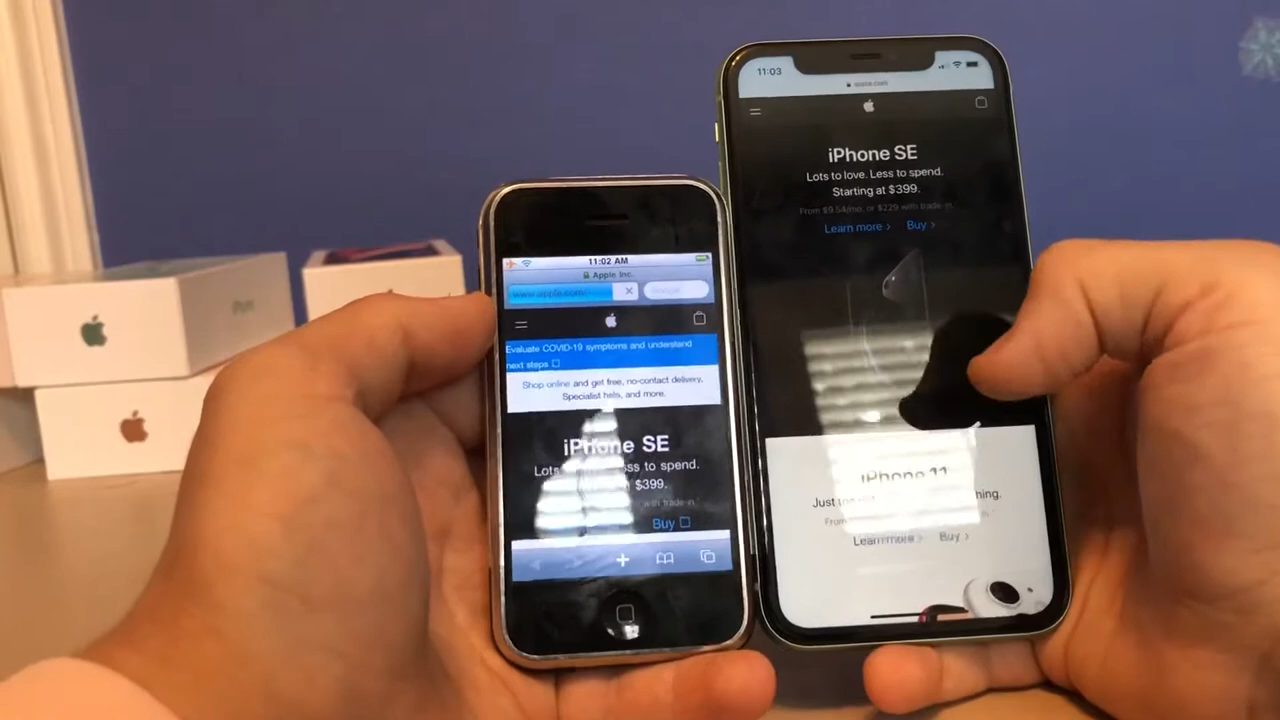 11:02 AM
Apple Inc.
www.apple.com/
Evaluate COVID-19 symptoms and understand
next steps
Shop online and get free, no-contact delivery,
Specialist help, and more.
iPhone SE
Lots to spend.
$399.
with trade-in.
Buy
11:03
apple.com
iPhone SE
Lots to love. Less to spend.
Starting at $399.
From $9.54/mo. or $229 with trade-in.
Learn more >
Buy >
iPhone 11
Just thing.
From
Learn more >
Buy >